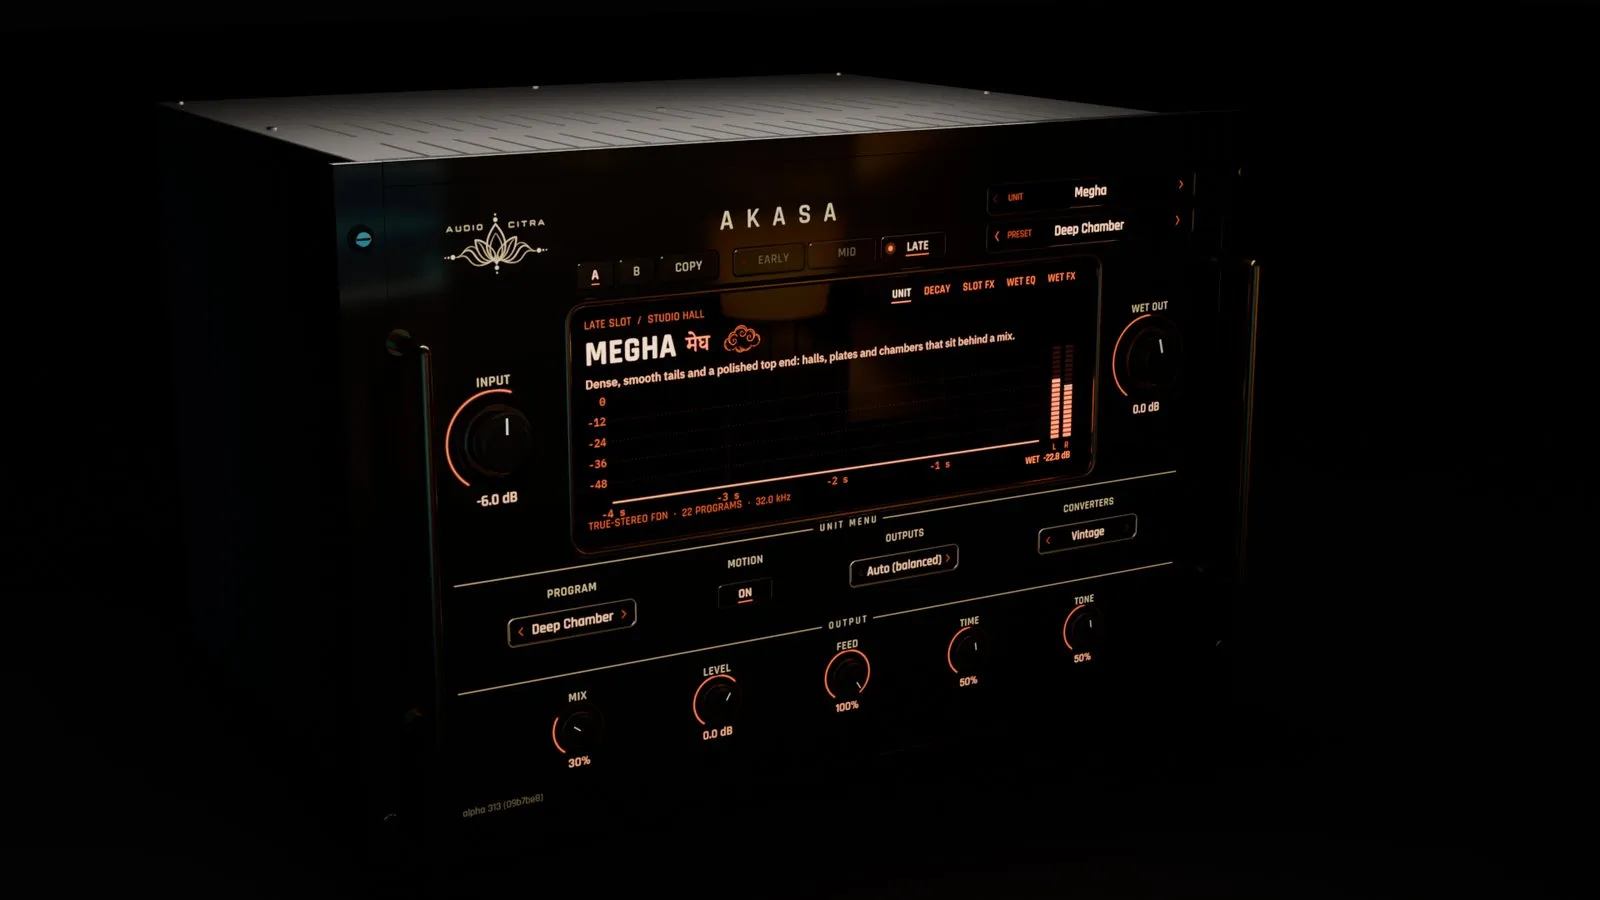 AUDIO CITRA
AKASA
UNIT Megha
PRESET Deep Chamber
A B COPY EARLY MID LATE
UNIT DECAY SLOT FX WET EQ WET FX
LATE SLOT / STUDIO HALL
MEGHA मेघ
Dense, smooth tails and a polished top end: halls, plates and chambers that sit behind a mix.
0
-12
-24
-36
-48
-4 s -3 s -2 s -1 s
L R
WET -22.8 dB
TRUE-STEREO FDN · 22 PROGRAMS · 32.0 kHz
INPUT
-6.0 dB
WET OUT
0.0 dB
UNIT MENU
PROGRAM
Deep Chamber
MOTION
ON
OUTPUTS
Auto (balanced)
CONVERTERS
Vintage
OUTPUT
MIX
30%
LEVEL
0.0 dB
FEED
100%
TIME
50%
TONE
50%
alpha 313 (09b7be8)